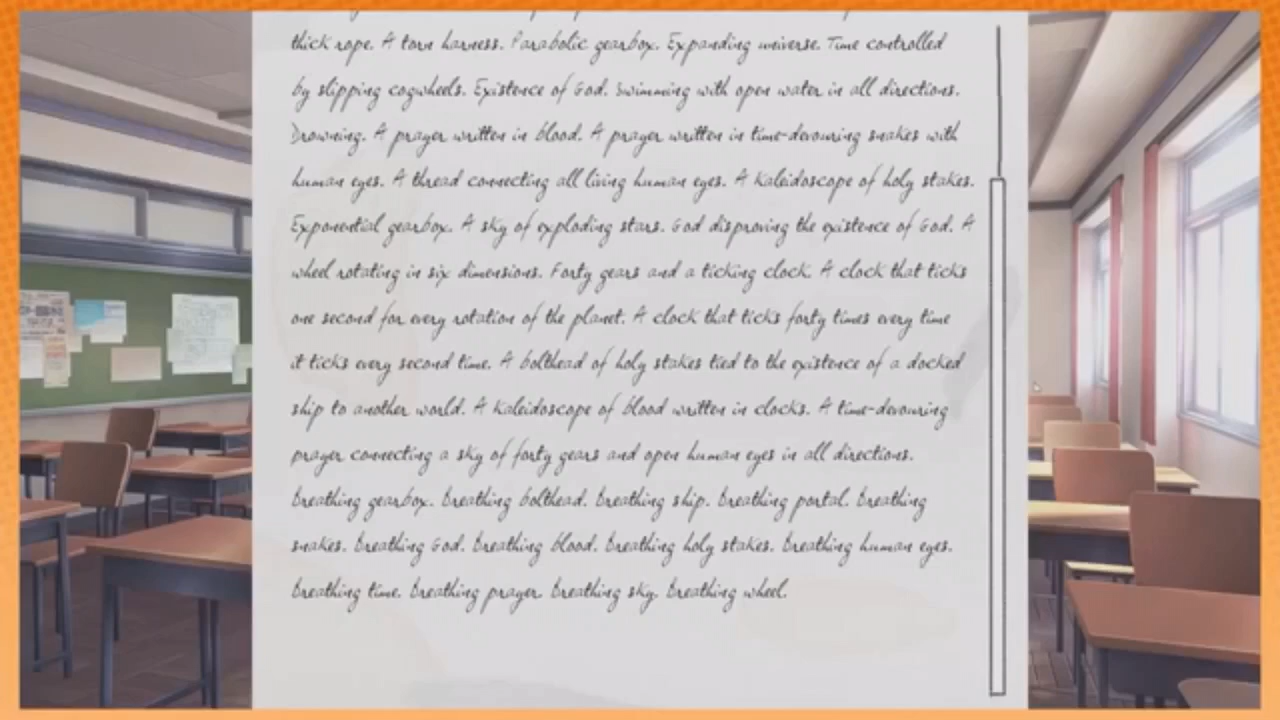 thick rope. A torn harness. Parabolic gearbox. Expanding universe. Time controlled
by slipping cogwheels. Existence of God. Swimming with open water in all directions.
Drowning. A prayer written in blood. A prayer written in time-devouring snakes with
human eyes. A thread connecting all living human eyes. A kaleidoscope of holy stakes.
Exponential gearbox. A sky of exploding stars. God disproving the existence of God. A
wheel rotating in six dimensions. Forty gears and a ticking clock. A clock that ticks
one second for every rotation of the planet. A clock that ticks forty times every time
it ticks every second time. A bolthead of holy stakes tied to the existence of a docked
ship to another world. A kaleidoscope of blood written in clocks. A time-devouring
prayer connecting a sky of forty gears and open human eyes in all directions.
Breathing gearbox. Breathing bolthead. Breathing ship. Breathing portal. Breathing
snakes. Breathing God. Breathing blood. Breathing holy stakes. Breathing human eyes.
Breathing time. Breathing prayer. Breathing sky. Breathing wheel.